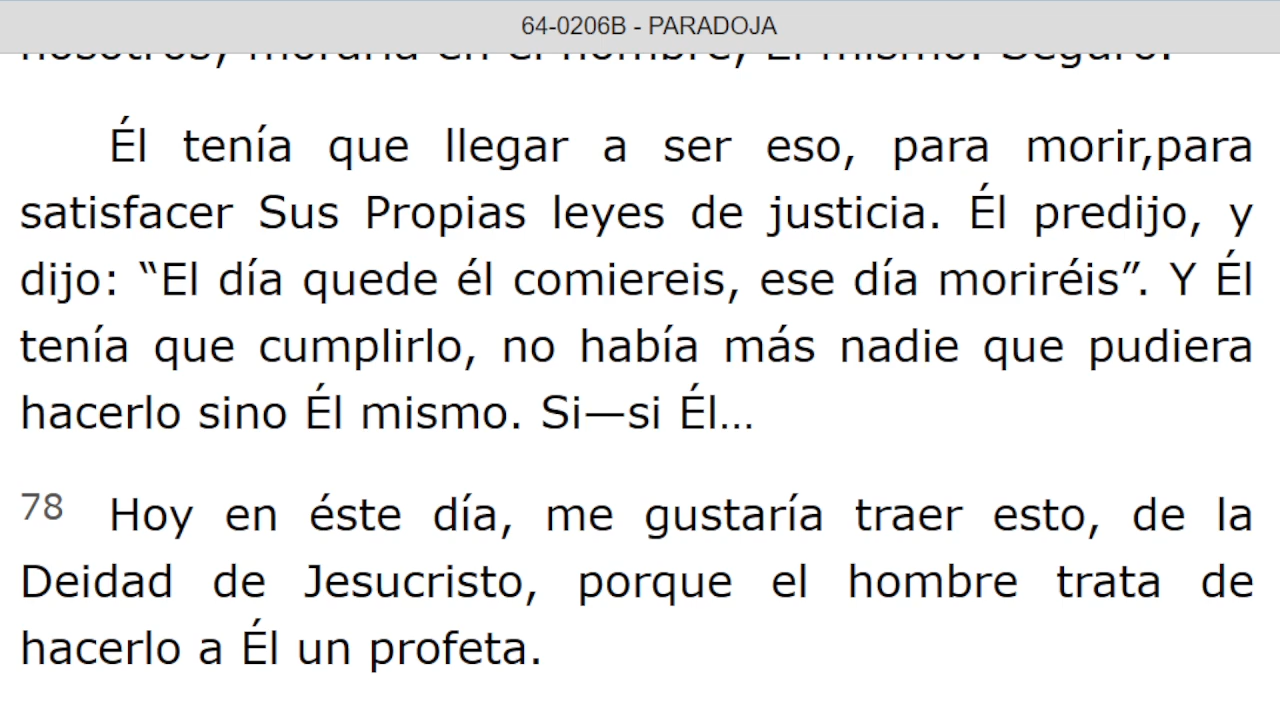 64-0206B - PARADOJA
Él tenía que llegar a ser eso, para morir,para
satisfacer Sus Propias leyes de justicia. Él predijo, y
dijo: “El día quede él comiereis, ese día moriréis”. Y Él
tenía que cumplirlo, no había más nadie que pudiera
hacerlo sino Él mismo. Si—si Él...
78 Hoy en éste día, me gustaría traer esto, de la
Deidad de Jesucristo, porque el hombre trata de
hacerlo a Él un profeta.